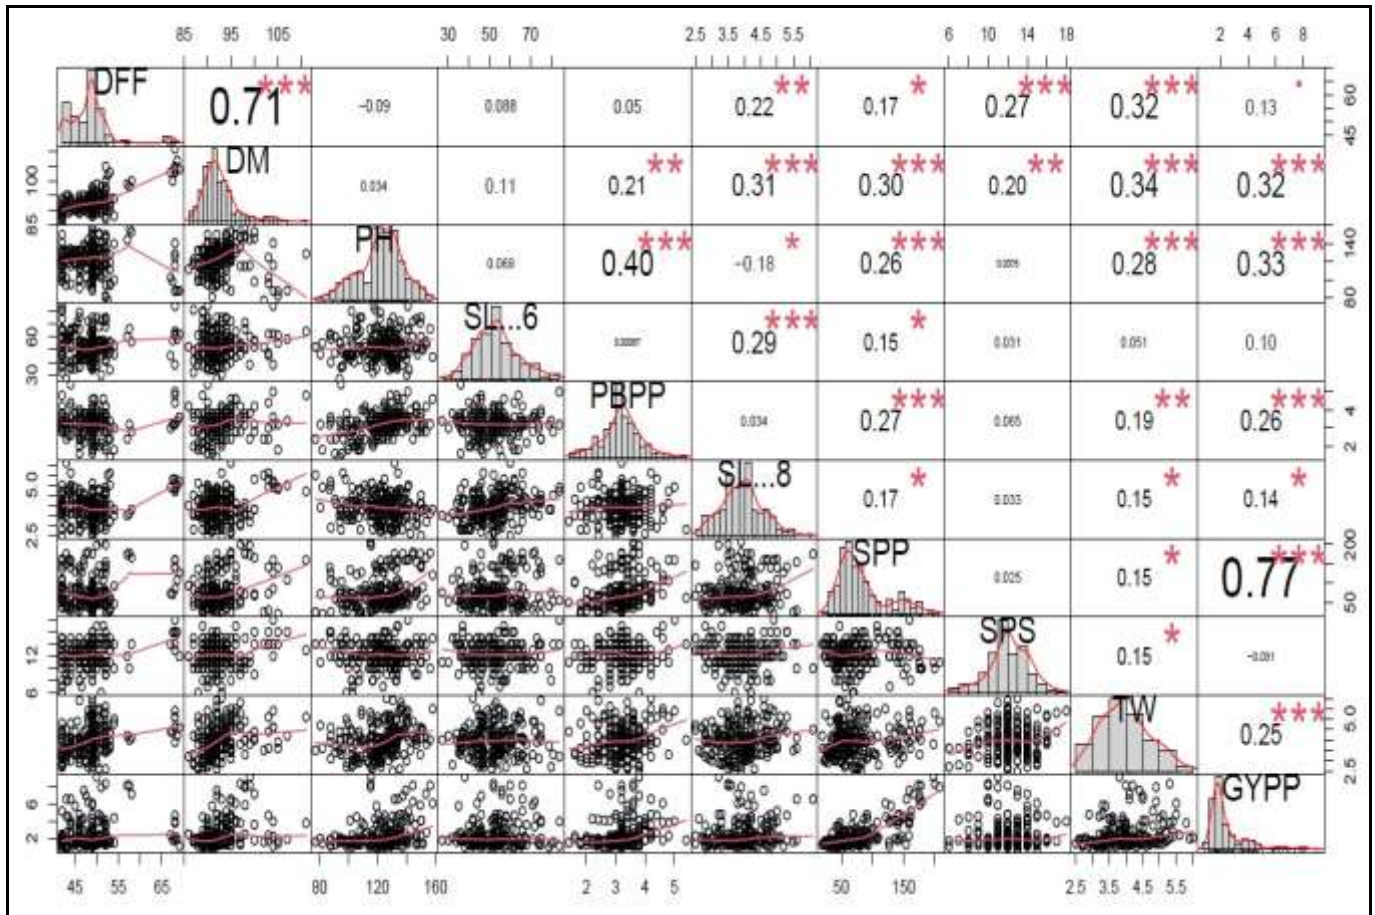 85 95 105 30 50 70 2.5 3.5 4.5 5.5 6 10 14 18 2 4 6 8
DFF 0.71 *** −0.09 0.088 0.05 0.22 ** 0.17 * 0.27 *** 0.32 *** 0.13 . 45 60
85 100 DM 0.034 0.11 0.21 ** 0.31 *** 0.30 *** 0.20 ** 0.34 *** 0.32 ***
PH 0.40 *** −0.18 * 0.26 *** 0.28 *** 0.33 *** 80 140
30 60 SL...6 0.29 *** 0.15 * 0.031 0.051 0.10
PBPP 0.034 0.27 *** 0.065 0.19 ** 0.26 *** 2 4
2.5 5.0 SL...8 0.17 * 0.033 0.15 * 0.14 *
SPP 0.025 0.15 * 0.77 *** 50 200
6 12 SPS 0.15 *
TW 0.25 *** 2.5 5.0
2 6 GYPP
45 55 65 80 120 160 2 3 4 5 50 150 2.5 3.5 4.5 5.5